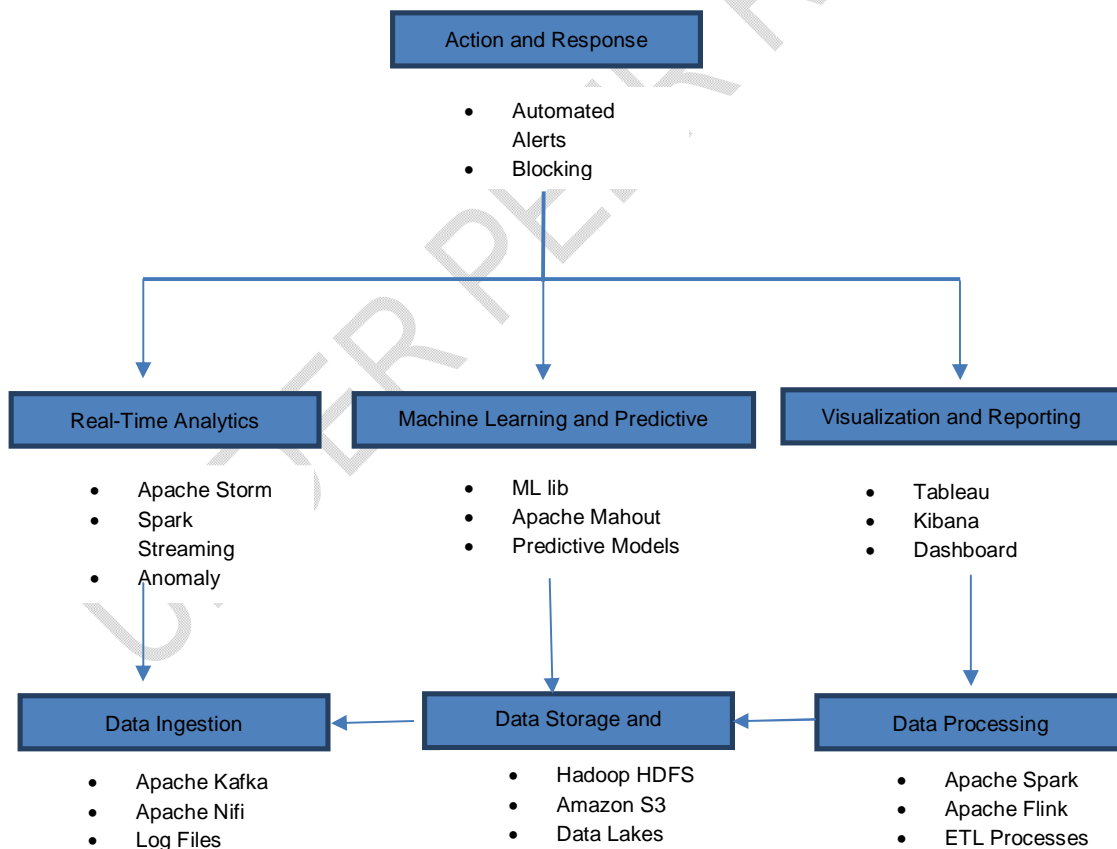 Action and Response
• Automated
Alerts
• Blocking
Real-Time Analytics
• Apache Storm
• Spark
Streaming
• Anomaly
Machine Learning and Predictive
• ML lib
• Apache Mahout
• Predictive Models
Visualization and Reporting
• Tableau
• Kibana
• Dashboard
Data Ingestion
• Apache Kafka
• Apache Nifi
• Log Files
Data Storage and
• Hadoop HDFS
• Amazon S3
• Data Lakes
Data Processing
• Apache Spark
• Apache Flink
• ETL Processes